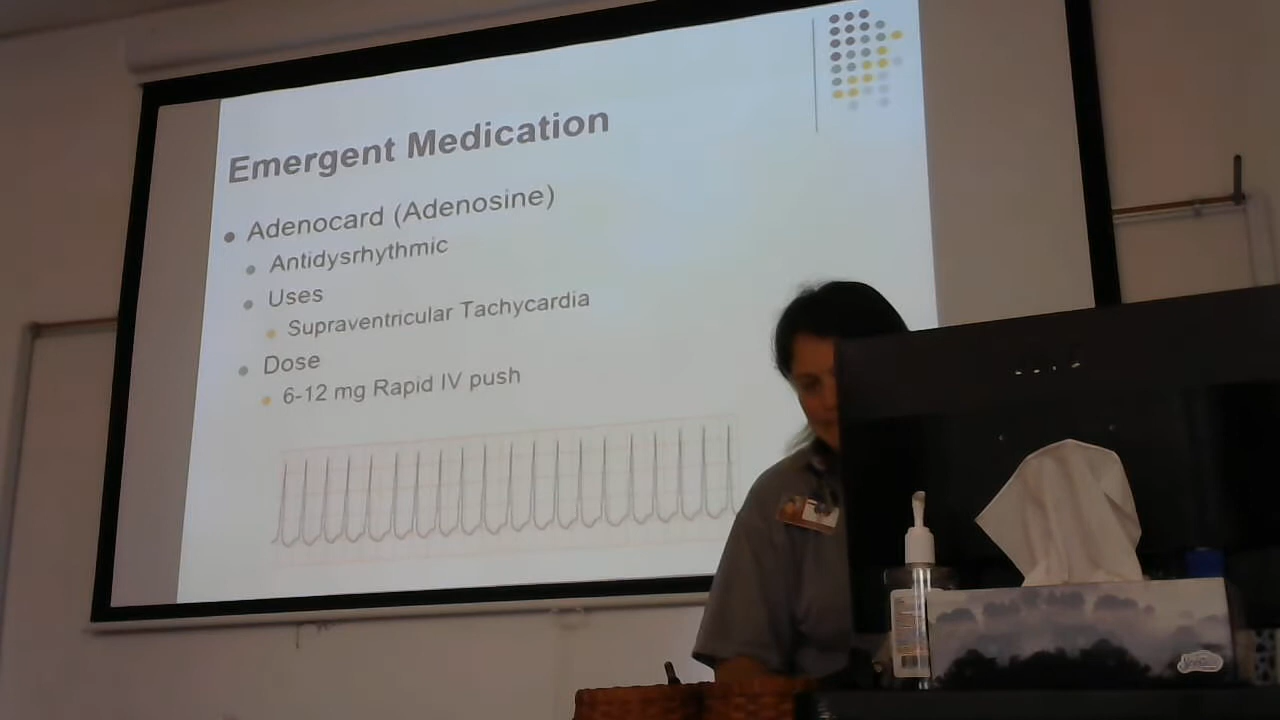 Emergent Medication
Adenocard (Adenosine)
Antidysrhythmic
Uses
Supraventricular Tachycardia
Dose
6-12 mg Rapid IV push